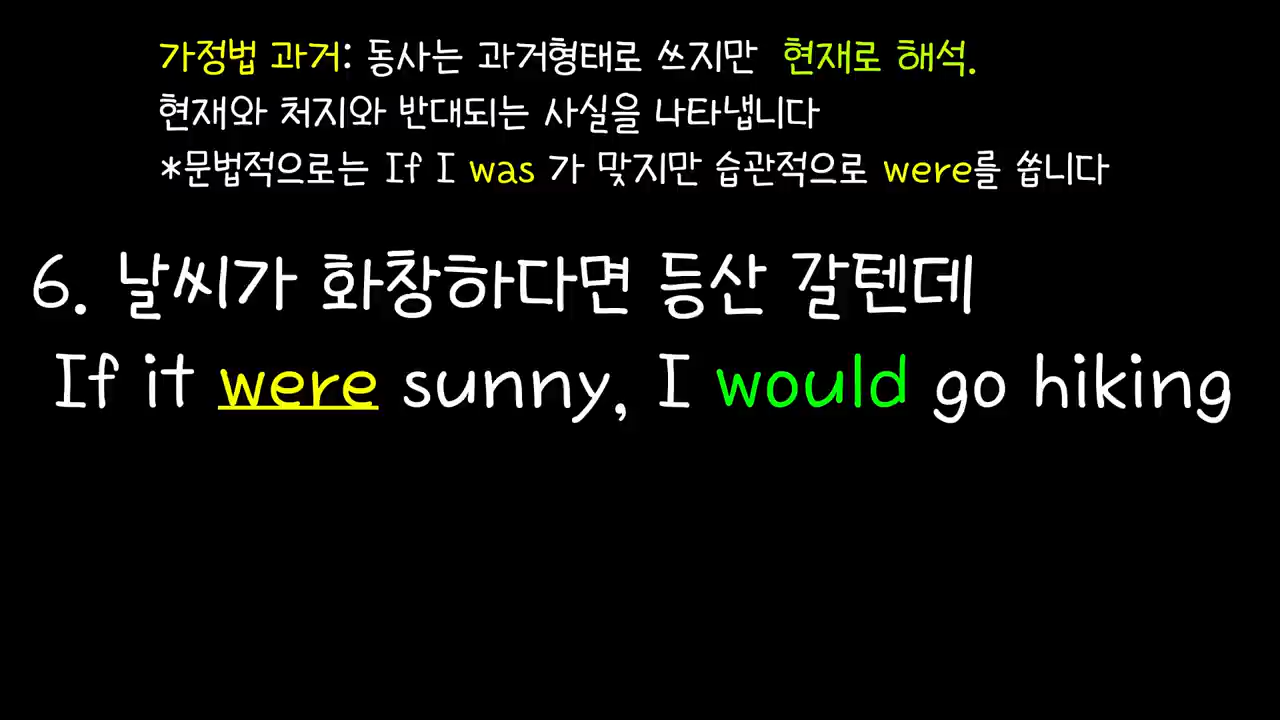 가정법 과거: 동사는 과거형태로 쓰지만 현재로 해석.
현재와 처지와 반대되는 사실을 나타냅니다
*문법적으로는 If I was 가 맞지만 습관적으로 were를 씁니다
6. 날씨가 화창하다면 등산 갈텐데
If it were sunny, I would go hiking